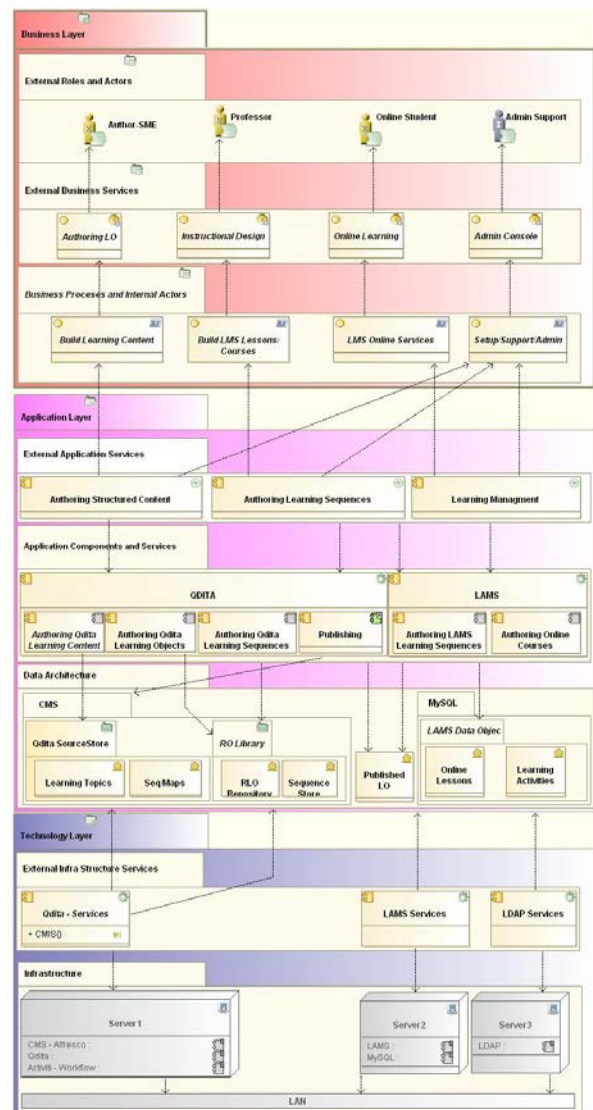 Business Layer
External Roles and Actors
Author-SME
Professor
Online Student
Admin Support
External Business Services
Authoring LO
Instructional Design
Online Learning
Admin Console
Business Proceses and Internal Actors
Build Learning Content
Build LMS Lessons/
Courses
LMS Online Services
Setup/Support/Admin
Application Layer
External Application Services
Authoring Structured Content
Authoring Learning Sequences
Learning Managment
Application Components and Services
QDITA
LAMS
Authoring Qdita
Learning Content
Authoring Qdita
Learning Objects
Authoring Qdita
Learning Sequences
Publishing
Authoring LAMS
Learning Sequences
Authoring Online
Courses
Data Architecture
CMS
MySQL
Qdita SourceStore
RO Library
LAMS Data Objec
Learning Topics
Seq/Maps
RLO
Repository
Sequence
Store
Published
LO
Online
Lessons
Learning
Activities
Technology Layer
External Infra Structure Services
Qdita - Services
+ CMIS()
LAMS Services
LDAP Services
Infrastructure
Server1
CMS - Alfresco :
Qdita :
Activiti - Workflow :
Server2
LAMS :
MySQL :
Server3
LDAP :
LAN